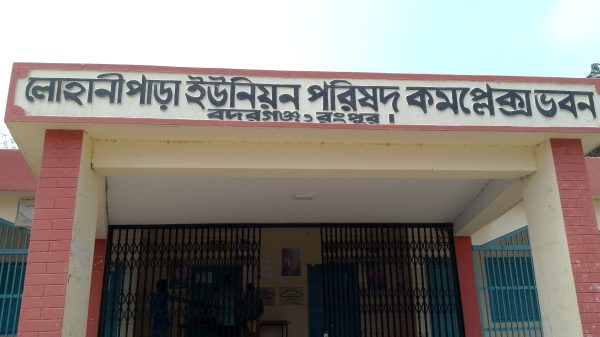 লোহানীপাড়া ইউনিয়ন পরিষদ কমপ্লেক্স ভবন
বদরগঞ্জ, রংপুর।